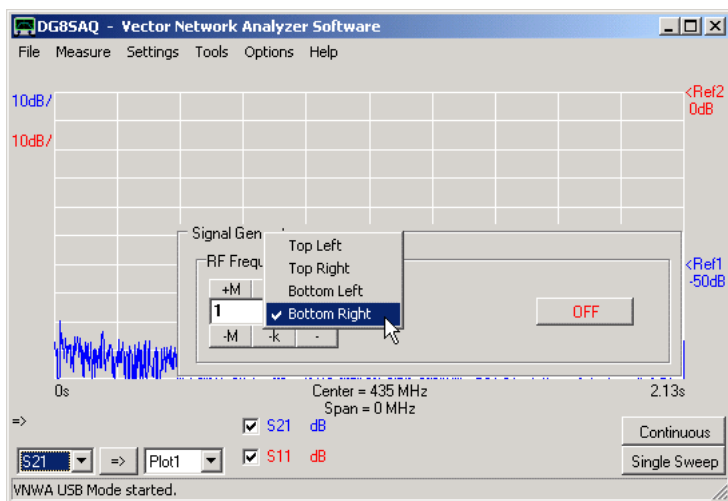 DG8SAQ - Vector Network Analyzer Software
File Measure Settings Tools Options Help
10dB/
<Ref2
0dB
10dB/
Signal Gen
Top Left
RF Frequ
Top Right
<Ref1
-50dB
+M
Bottom Left
1
✓ Bottom Right
OFF
-M -k -
0s
Center = 435 MHz
2.13s
Span = 0 MHz
=>
S21 dB
Continuous
S21
=>
Plot1
S11 dB
Single Sweep
VNWA USB Mode started.